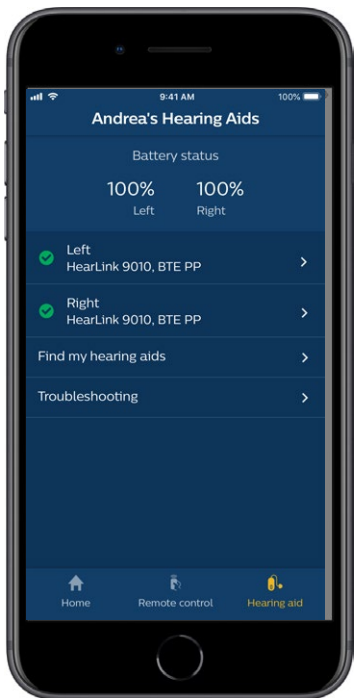 9:41 AM
100%
Andrea's Hearing Aids
Battery status
100% 100%
Left Right
Left
HearLink 9010, BTE PP
Right
HearLink 9010, BTE PP
Find my hearing aids
Troubleshooting
Home Remote control Hearing aid